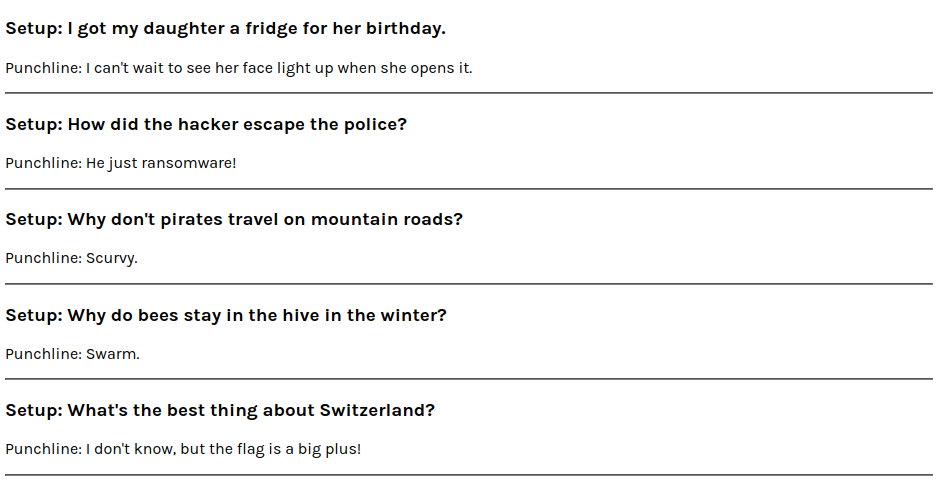 Setup: I got my daughter a fridge for her birthday.
Punchline: I can't wait to see her face light up when she opens it.
Setup: How did the hacker escape the police?
Punchline: He just ransomware!
Setup: Why don't pirates travel on mountain roads?
Punchline: Scurvy.
Setup: Why do bees stay in the hive in the winter?
Punchline: Swarm.
Setup: What's the best thing about Switzerland?
Punchline: I don't know, but the flag is a big plus!